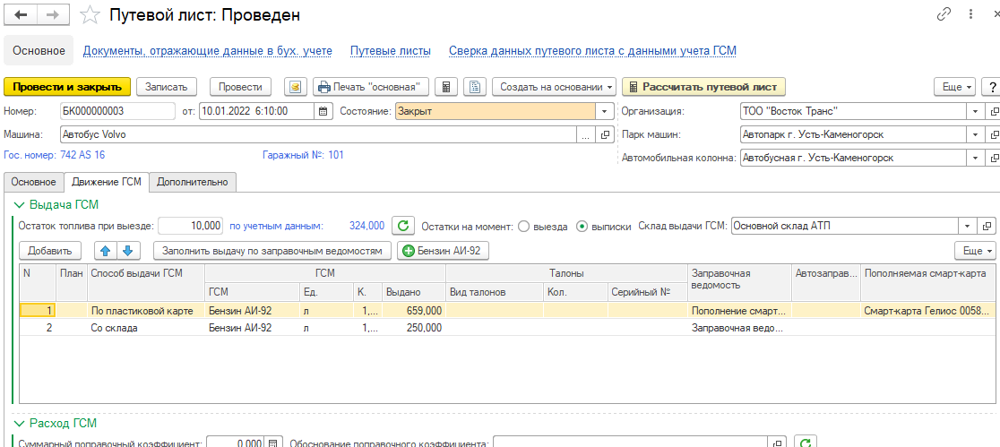 Путевой лист: Проведен
Основное Документы, отражающие данные в бух. учете Путевые листы Сверка данных путевого листа с данными учета ГСМ
Провести и закрыть Записать Провести Печать "основная" Создать на основании Рассчитать путевой лист Еще ?
Номер: БК000000003 от: 10.01.2022 6:10:00 Состояние: Закрыт Организация: ТОО "Восток Транс"
Машина: Автобус Volvo ... Парк машин: Автопарк г. Усть-Каменогорск
Гос. номер: 742 AS 16 Гаражный №: 101 Автомобильная колонна: Автобусная г. Усть-Каменогорск
Основное Движение ГСМ Дополнительно
Выдача ГСМ
Остаток топлива при выезде: 10,000 по учетным данным: 324,000 Остатки на момент: выезда выписки Склад выдачи ГСМ: Основной склад АТП
Добавить Заполнить выдачу по заправочным ведомостям Бензин АИ-92 Еще
N План Способ выдачи ГСМ ГСМ Талоны Заправочная ведомость Автозаправ... Пополняемая смарт-карта
ГСМ Ед. К. Выдано Вид талонов Кол. Серийный №
1 По пластиковой карте Бензин АИ-92 л 1,... 659,000 Пополнение смарт... Смарт-карта Гелиос 0058...
2 Со склада Бензин АИ-92 л 1,... 250,000 Заправочная ведо...
Расход ГСМ
Суммарный поправочный коэффициент: 0,000 Обоснование поправочного коэффициента: